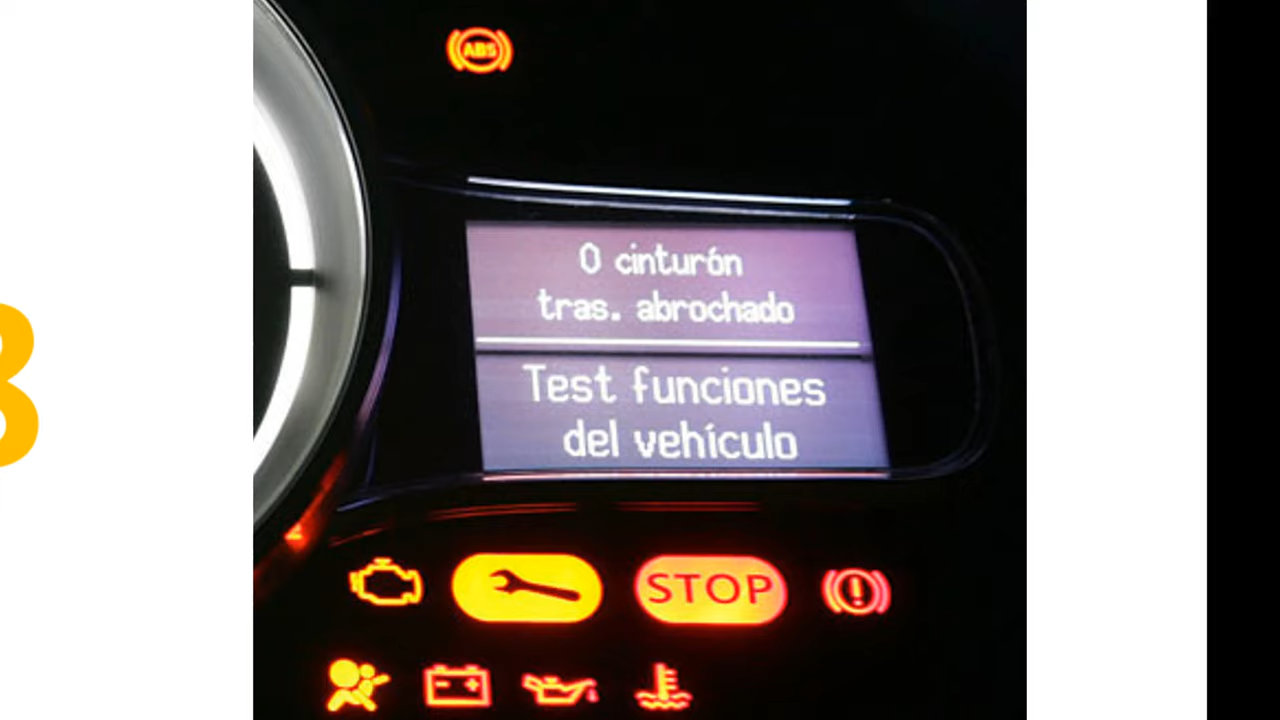 ABS
0 cinturón
tras. abrochado
Test funciones
del vehículo
STOP